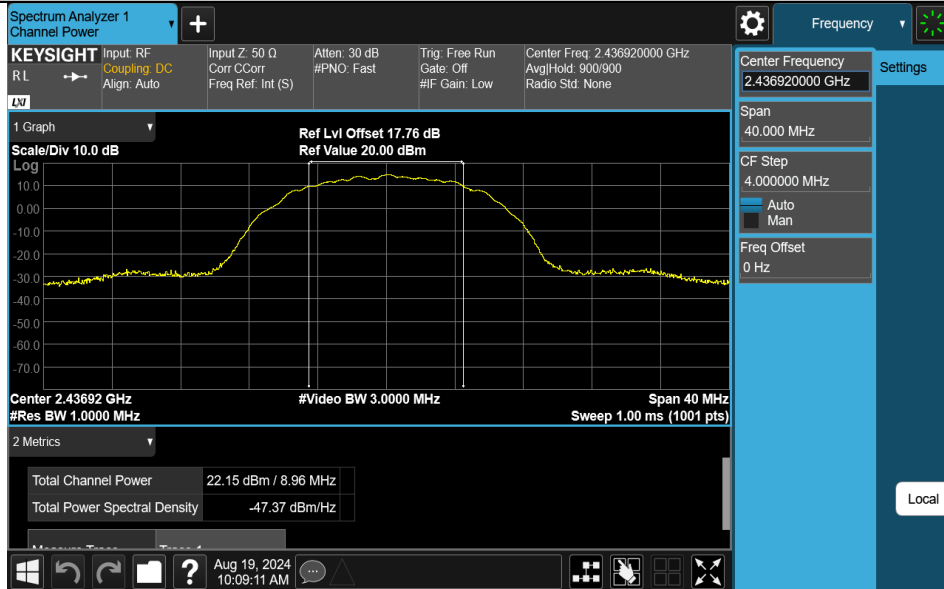 Spectrum Analyzer 1
Channel Power
+
Frequency
KEYSIGHT
R L
LXI
Input: RF
Coupling: DC
Align: Auto
Input Z: 50 Ω
Corr CCorr
Freq Ref: Int (S)
Atten: 30 dB
#PNO: Fast
Trig: Free Run
Gate: Off
#IF Gain: Low
Center Freq: 2.436920000 GHz
Avg|Hold: 900/900
Radio Std: None
Center Frequency
2.436920000 GHz
Settings
Span
40.000 MHz
CF Step
4.000000 MHz
Auto
Man
Freq Offset
0 Hz
1 Graph
Scale/Div 10.0 dB
Ref Lvl Offset 17.76 dB
Ref Value 20.00 dBm
Log
10.0
0.00
-10.0
-20.0
-30.0
-40.0
-50.0
-60.0
-70.0
Center 2.43692 GHz
#Video BW 3.0000 MHz
Span 40 MHz
#Res BW 1.0000 MHz
Sweep 1.00 ms (1001 pts)
2 Metrics
Total Channel Power 22.15 dBm / 8.96 MHz
Total Power Spectral Density -47.37 dBm/Hz
Measure Trace Trace 1
Local
?
Aug 19, 2024
10:09:11 AM